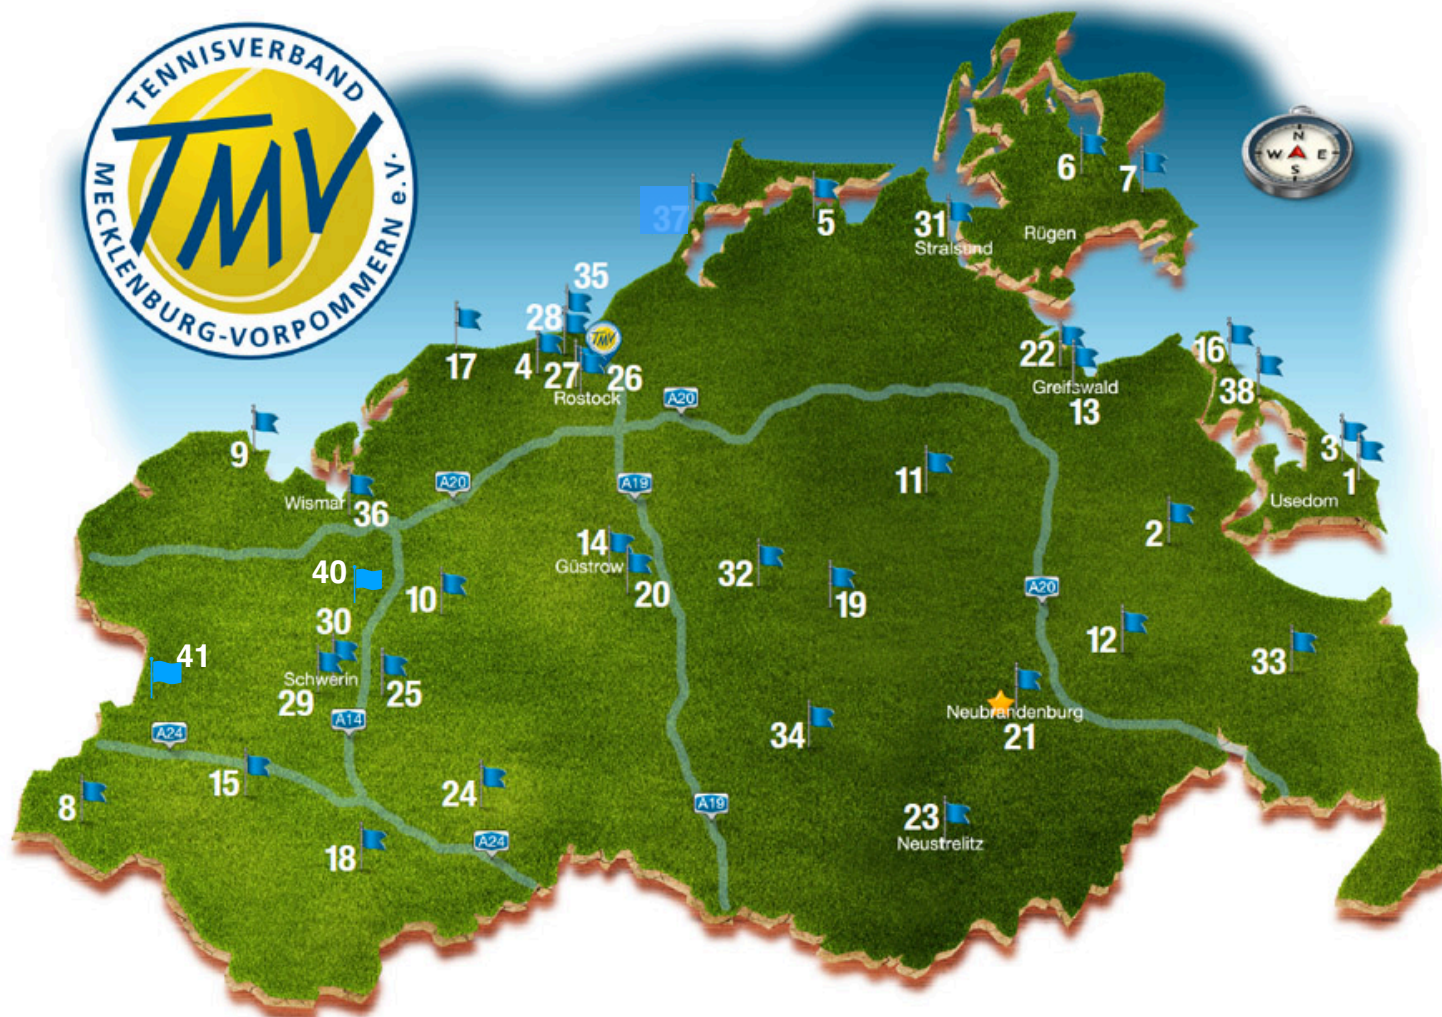 TENNISVERBAND
TMV
MECKLENBURG-VORPOMMERN e.V.
N
W E
S
6
7
37
5
31
Stralsund
Rügen
35
28
TMV
17
4
27
26
Rostock
22
Greifswald
13
16
38
A20
9
3
1
Usedom
11
A20
A19
Wismar
36
2
14
Güstrow
20
32
19
40
10
A20
12
33
30
Schwerin
29
25
41
A14
A24
34
Neubrandenburg
21
15
8
24
A19
23
Neustrelitz
18
A24